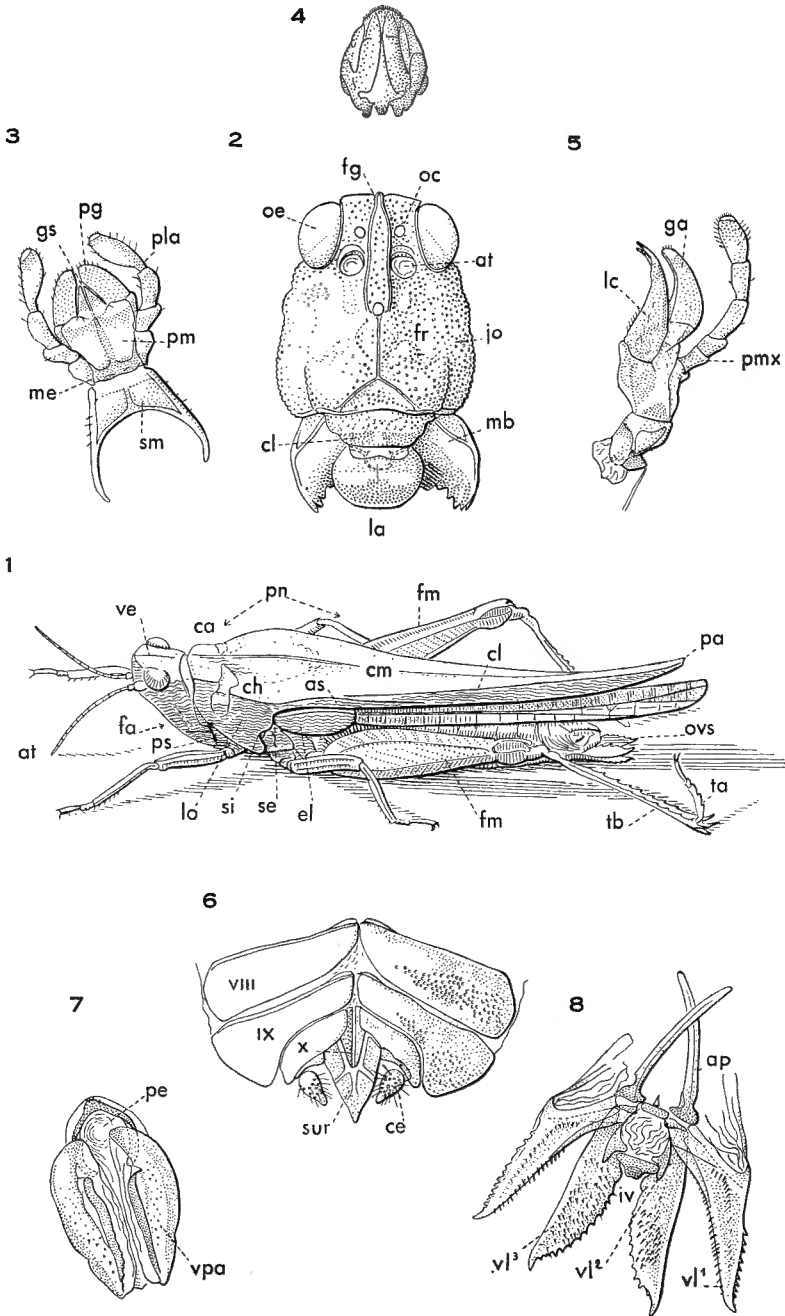 4
3
2
5
fg
oc
pg
oe
ga
gs
pla
at
lc
pm
fr
jo
pmx
me
mb
cl
sm
la
1
pn
ve
ca
fm
pa
cm
cl
ch
as
fa
ps
ovs
at
ta
lo
si
se
el
fm
tb
6
VIII
7
8
IX
x
ap
pe
sur
ce
iv
vpa
vl³
vl²
vl¹